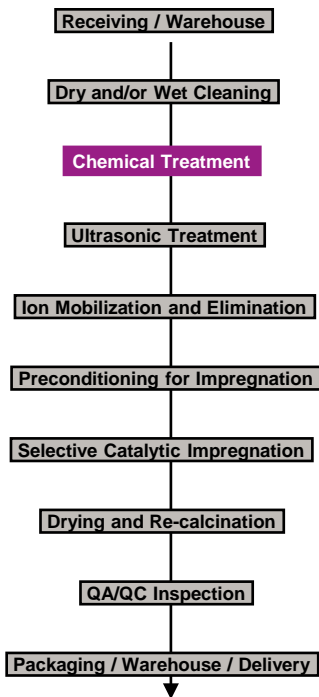 Receiving / Warehouse
Dry and/or Wet Cleaning
Chemical Treatment
Ultrasonic Treatment
Ion Mobilization and Elimination
Preconditioning for Impregnation
Selective Catalytic Impregnation
Drying and Re-calcination
QA/QC Inspection
Packaging / Warehouse / Delivery